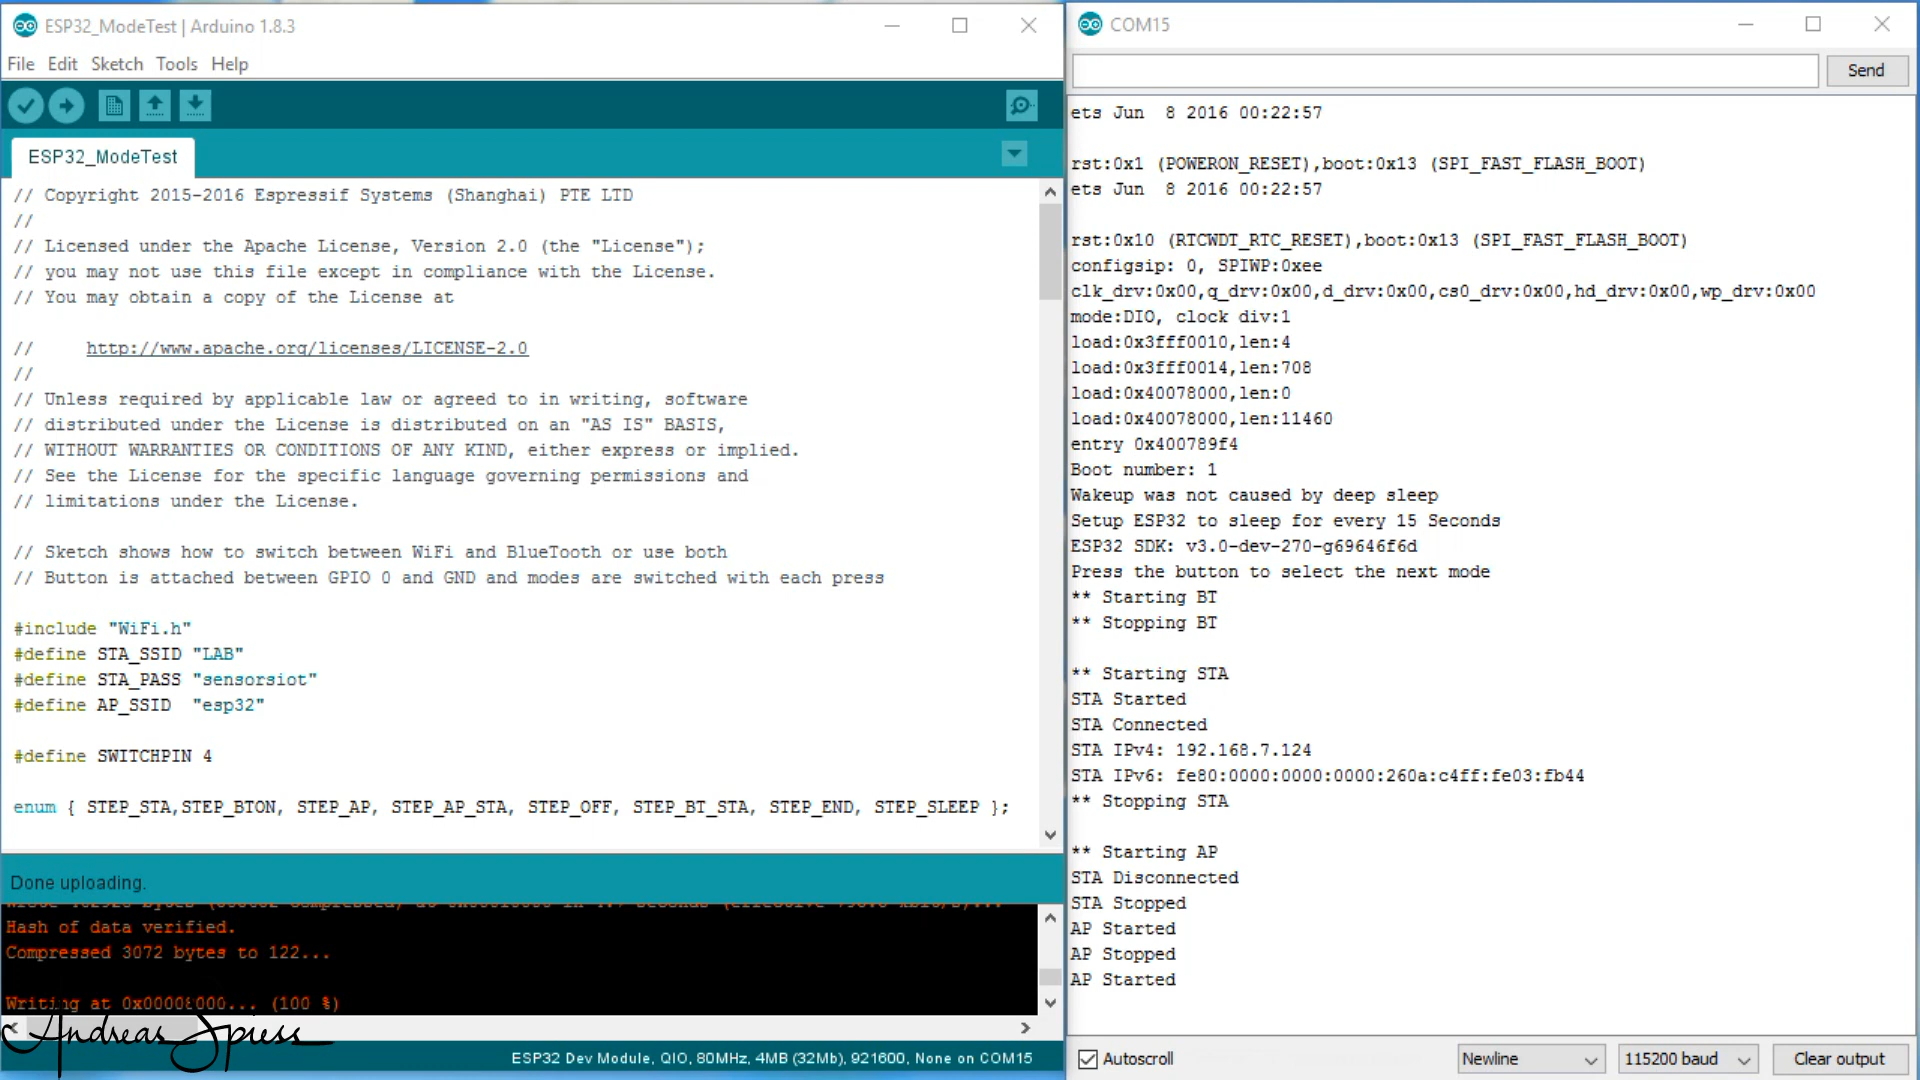 ESP32_ModeTest | Arduino 1.8.3
File Edit Sketch Tools Help
ESP32_ModeTest
// Copyright 2015-2016 Espressif Systems (Shanghai) PTE LTD
//
// Licensed under the Apache License, Version 2.0 (the "License");
// you may not use this file except in compliance with the License.
// You may obtain a copy of the License at
//     http://www.apache.org/licenses/LICENSE-2.0
//
// Unless required by applicable law or agreed to in writing, software
// distributed under the License is distributed on an "AS IS" BASIS,
// WITHOUT WARRANTIES OR CONDITIONS OF ANY KIND, either express or implied.
// See the License for the specific language governing permissions and
// limitations under the License.
// Sketch shows how to switch between WiFi and BlueTooth or use both
// Button is attached between GPIO 0 and GND and modes are switched with each press
#include "WiFi.h"
#define STA_SSID "LAB"
#define STA_PASS "sensorsiot"
#define AP_SSID  "esp32"
#define SWITCHPIN 4
enum { STEP_STA,STEP_BTON, STEP_AP, STEP_AP_STA, STEP_OFF, STEP_BT_STA, STEP_END, STEP_SLEEP };
Done uploading.
Hash of data verified.
Compressed 3072 bytes to 122...
Writing at 0x00008000... (100 %)
Andreas Spiess
ESP32 Dev Module, QIO, 80MHz, 4MB (32Mb), 921600, None on COM15
COM15
Send
ets Jun  8 2016 00:22:57
rst:0x1 (POWERON_RESET),boot:0x13 (SPI_FAST_FLASH_BOOT)
ets Jun  8 2016 00:22:57
rst:0x10 (RTCWDT_RTC_RESET),boot:0x13 (SPI_FAST_FLASH_BOOT)
configsip: 0, SPIWP:0xee
clk_drv:0x00,q_drv:0x00,d_drv:0x00,cs0_drv:0x00,hd_drv:0x00,wp_drv:0x00
mode:DIO, clock div:1
load:0x3fff0010,len:4
load:0x3fff0014,len:708
load:0x40078000,len:0
load:0x40078000,len:11460
entry 0x400789f4
Boot number: 1
Wakeup was not caused by deep sleep
Setup ESP32 to sleep for every 15 Seconds
ESP32 SDK: v3.0-dev-270-g69646f6d
Press the button to select the next mode
** Starting BT
** Stopping BT
** Starting STA
STA Started
STA Connected
STA IPv4: 192.168.7.124
STA IPv6: fe80:0000:0000:0000:260a:c4ff:fe03:fb44
** Stopping STA
** Starting AP
STA Disconnected
STA Stopped
AP Started
AP Stopped
AP Started
Autoscroll
Newline
115200 baud
Clear output